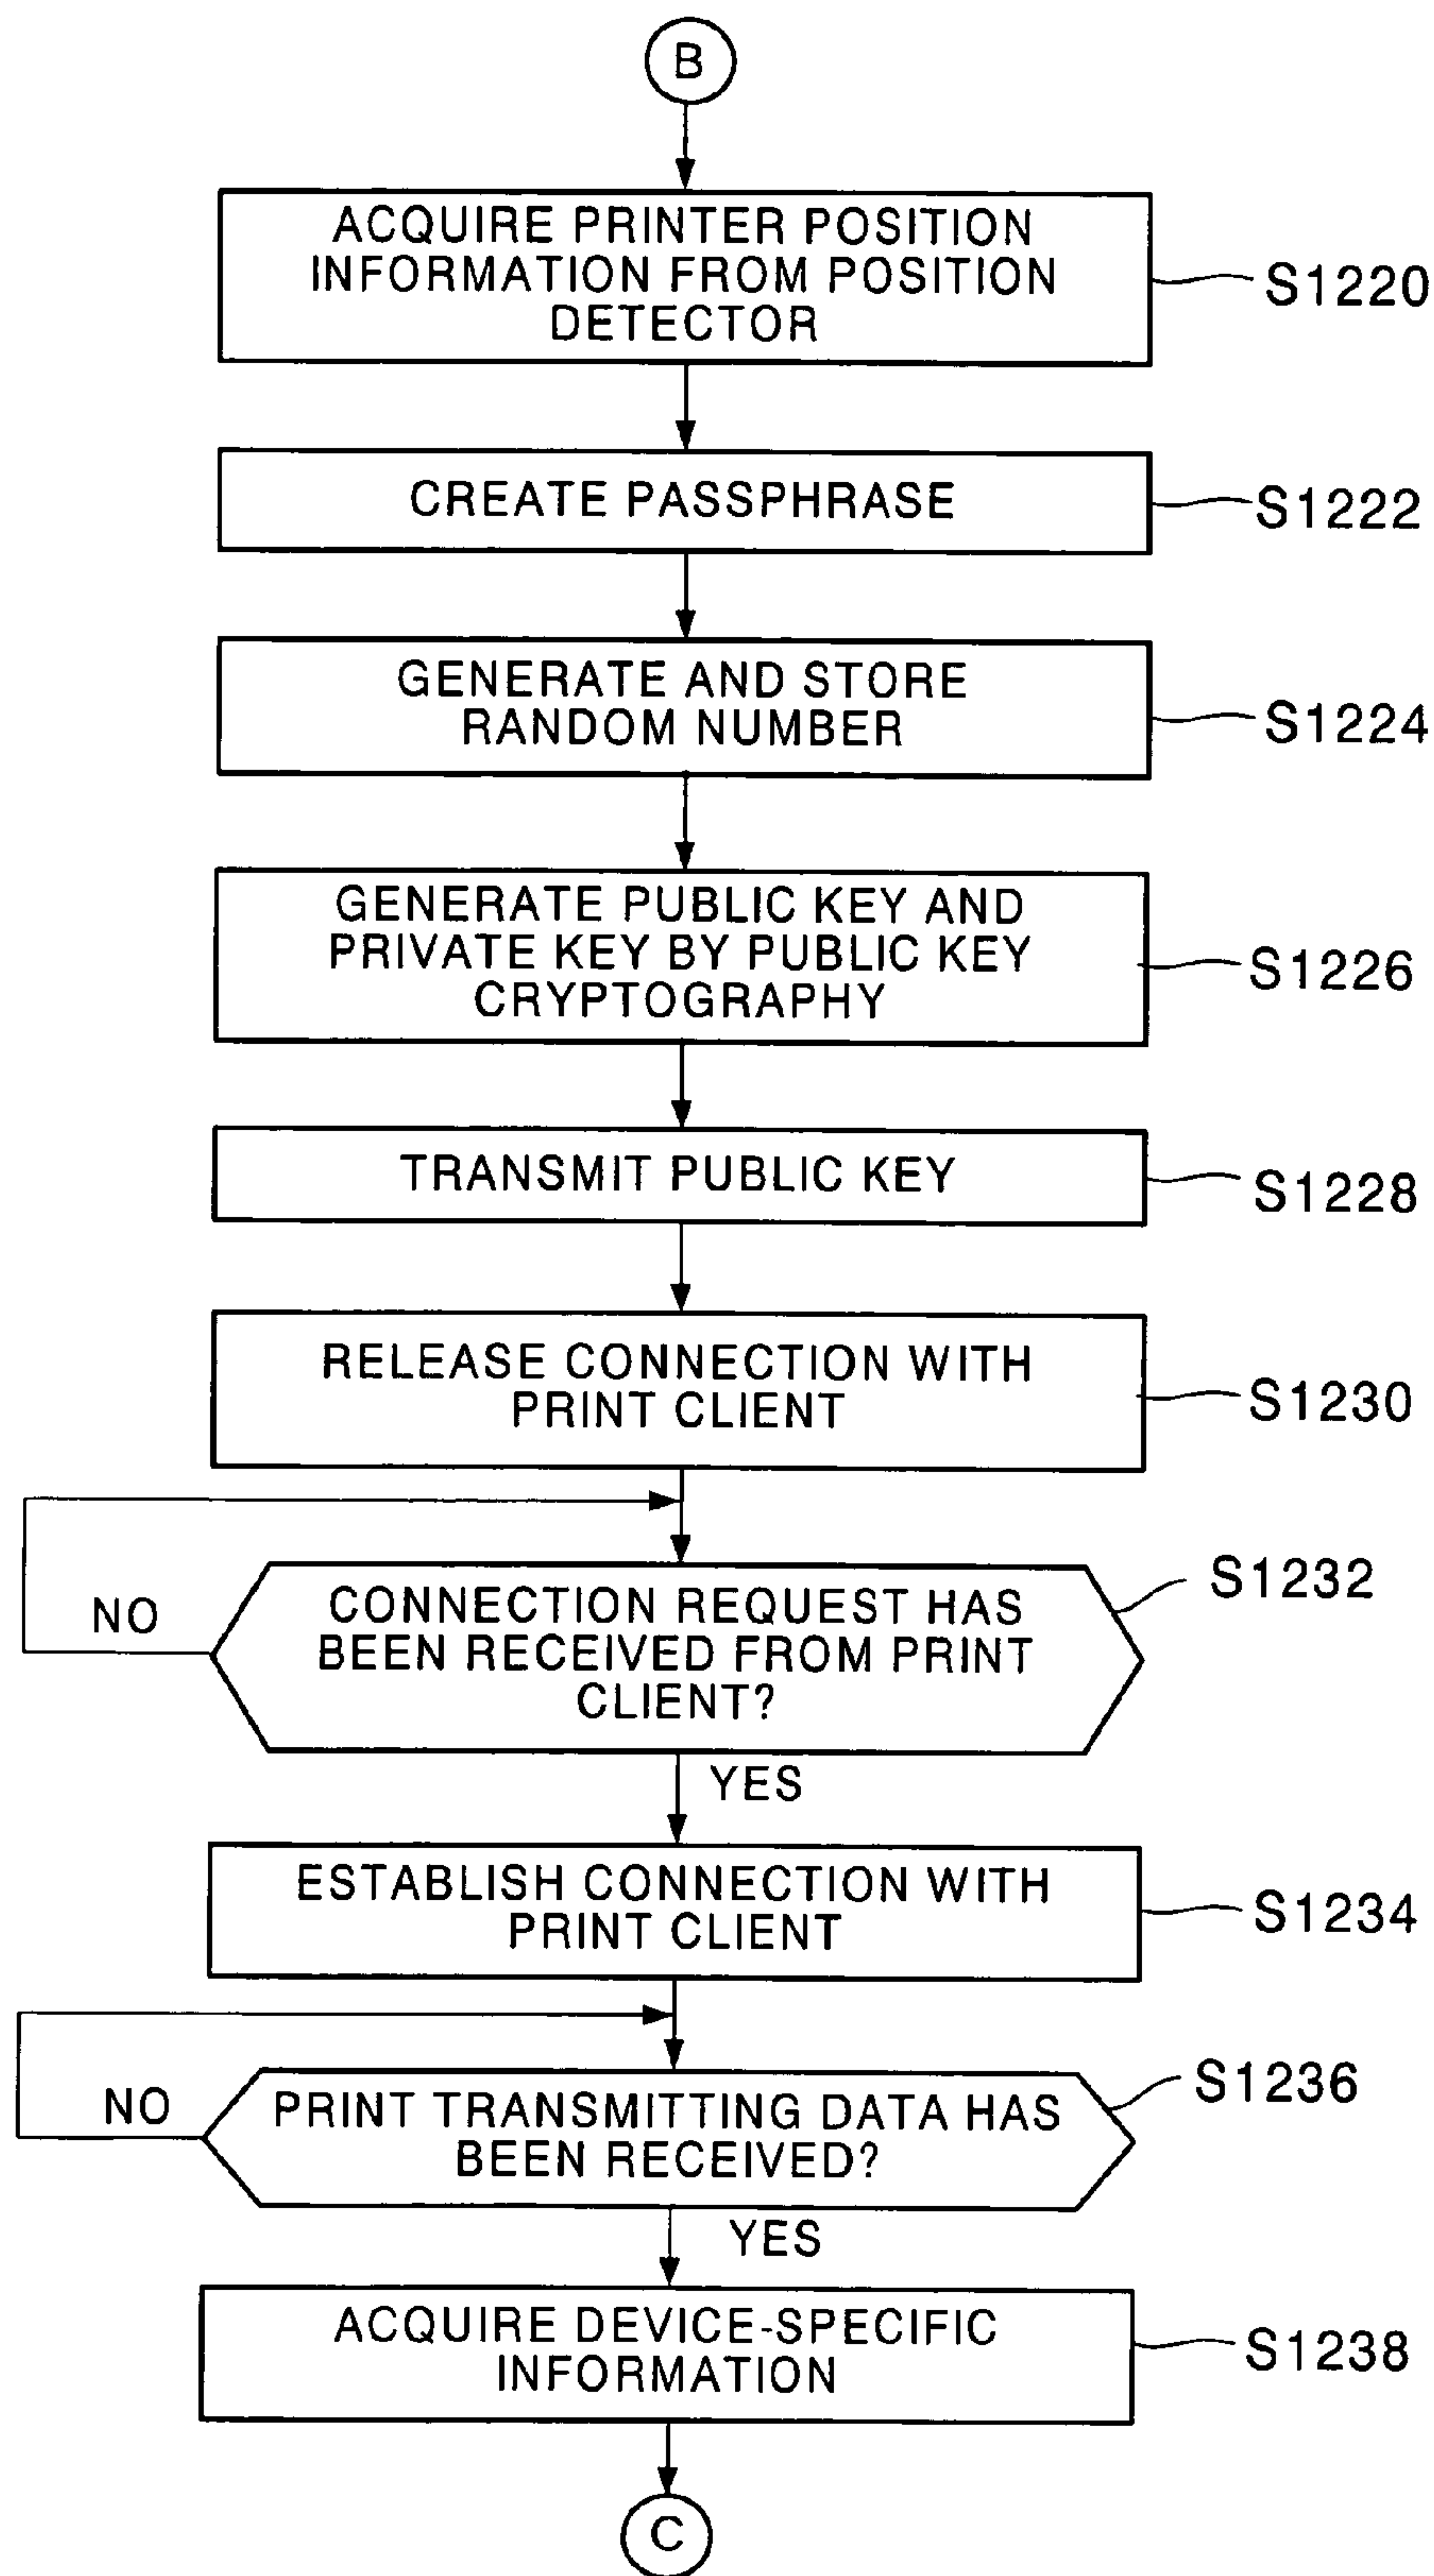 B
ACQUIRE PRINTER POSITION
INFORMATION FROM POSITION
DETECTOR
S1220
CREATE PASSPHRASE
S1222
GENERATE AND STORE
RANDOM NUMBER
S1224
GENERATE PUBLIC KEY AND
PRIVATE KEY BY PUBLIC KEY
CRYPTOGRAPHY
S1226
TRANSMIT PUBLIC KEY
S1228
RELEASE CONNECTION WITH
PRINT CLIENT
S1230
CONNECTION REQUEST HAS
BEEN RECEIVED FROM PRINT
CLIENT?
S1232
NO
YES
ESTABLISH CONNECTION WITH
PRINT CLIENT
S1234
PRINT TRANSMITTING DATA HAS
BEEN RECEIVED?
S1236
NO
YES
ACQUIRE DEVICE-SPECIFIC
INFORMATION
S1238
C